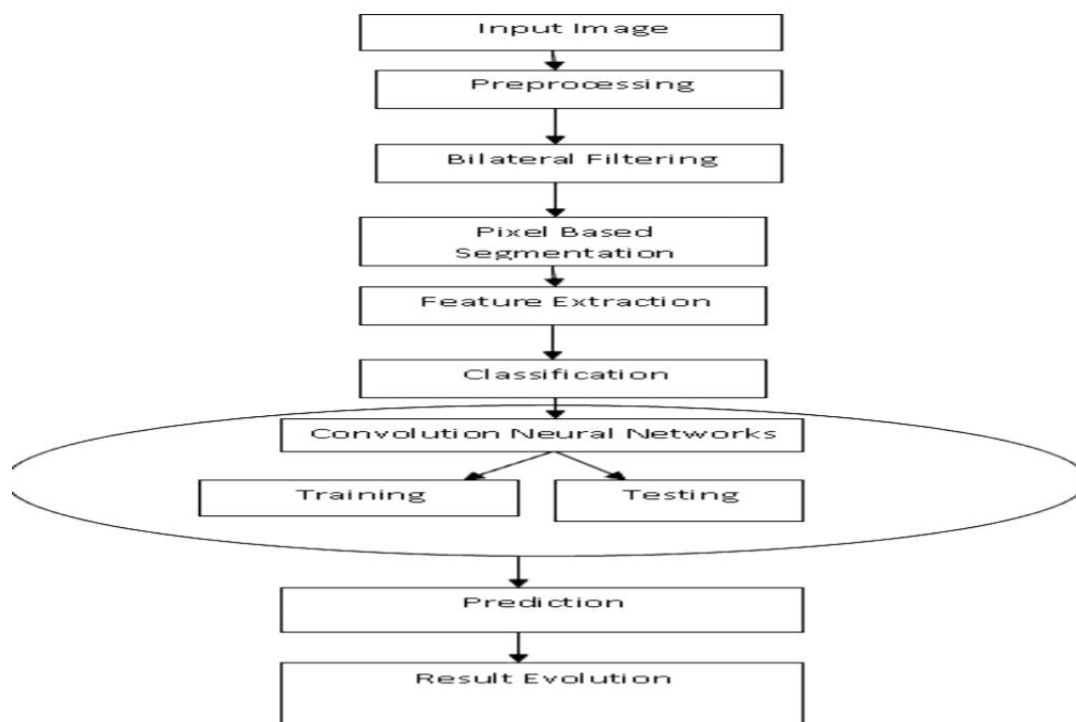 Input Image
Preprocessing
Bilateral Filtering
Pixel Based
Segmentation
Feature Extraction
Classification
Convolution Neural Networks
Training
Testing
Prediction
Result Evolution